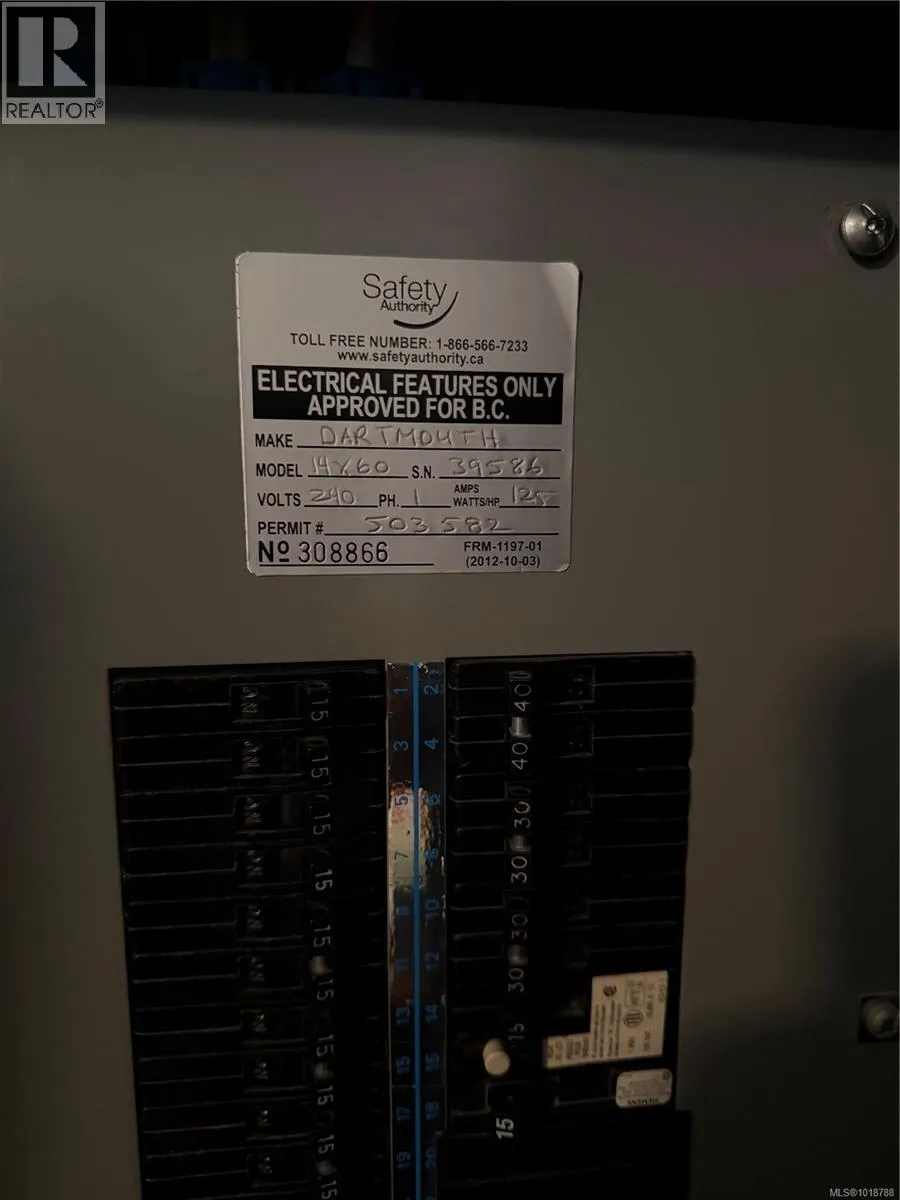 REALTOR®
Safety
Authority
TOLL FREE NUMBER: 1-866-566-7233
www.safetyauthority.ca
ELECTRICAL FEATURES ONLY
APPROVED FOR B.C.
MAKE DARTMOUTH
MODEL 14X60 S.N. 39586
VOLTS 240 PH. 1 AMPS WATTS/HP 125
PERMIT # 503582
Nº 308866 FRM-1197-01
(2012-10-03)
15 1 2 40
15 3 4 40
15 5 6 30
15 7 8 30
15 9 10 30
15 11 12 30
15 13 14 15
15 15 16
15 17 18 15
15 19 20
MLS®1018788